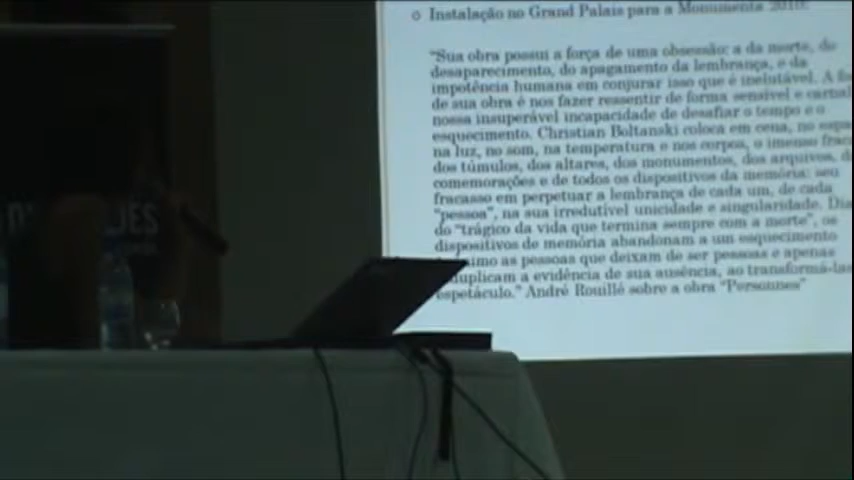 Instalação no Grand Palais para a Monumenta 2010.
"Sua obra possui a força de uma obsessão: a da morte, do
desaparecimento, do apagamento da lembrança, e da
impotência humana em conjurar isso que é inelutável. A
de sua obra é nos fazer ressentir de forma sensível e carnal
nossa insuperável incapacidade de desafiar o tempo e o
esquecimento. Christian Boltanski coloca em cena, no
na luz, no som, na temperatura e nos corpos, o imenso
dos túmulos, dos altares, dos monumentos, dos arquivos,
comemorações e de todos os dispositivos da memória: seu
fracasso em perpetuar a lembrança de cada um, de cada
"pessoa", na sua irredutível unicidade e singularidade.
do "trágico da vida que termina sempre com a morte", os
dispositivos de memória abandonam a um esquecimento
as pessoas que deixam de ser pessoas e apenas
a evidência de sua ausência, ao transformá-las
espetáculo." André Rouillé sobre a obra "Personnes"